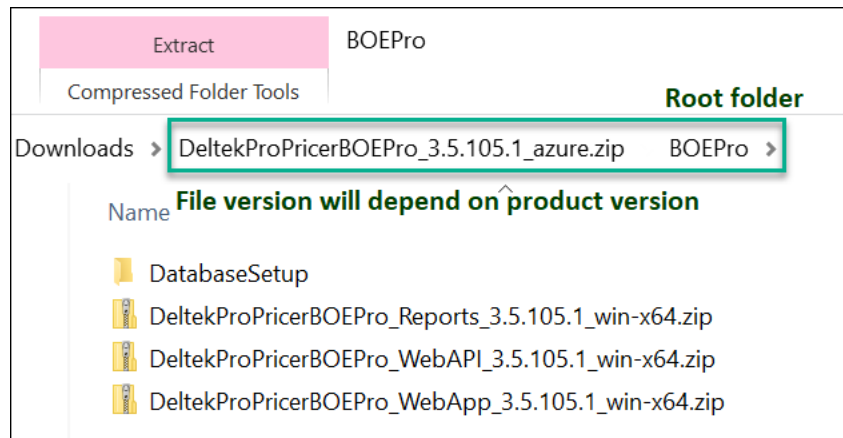 Extract BOEPro
Compressed Folder Tools
Root folder
Downloads > DeltekProPricerBOEPro_3.5.105.1_azure.zip BOEPro >
Name File version will depend on product version
DatabaseSetup
DeltekProPricerBOEPro_Reports_3.5.105.1_win-x64.zip
DeltekProPricerBOEPro_WebAPI_3.5.105.1_win-x64.zip
DeltekProPricerBOEPro_WebApp_3.5.105.1_win-x64.zip